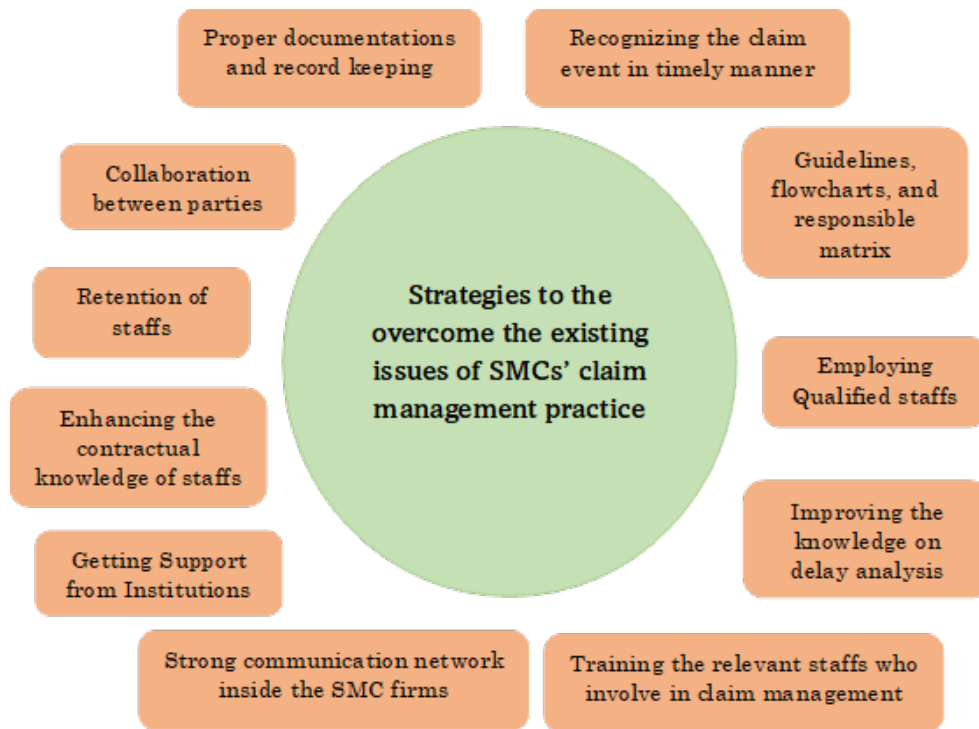 Proper documentations
and record keeping
Recognizing the claim
event in timely manner
Collaboration
between parties
Guidelines,
flowcharts, and
responsible
matrix
Retention of
staffs
Strategies to the
overcome the existing
issues of SMCs’ claim
management practice
Employing
Qualified staffs
Enhancing the
contractual
knowledge of staffs
Improving the
knowledge on
delay analysis
Getting Support
from Institutions
Strong communication network
inside the SMC firms
Training the relevant staffs who
involve in claim management